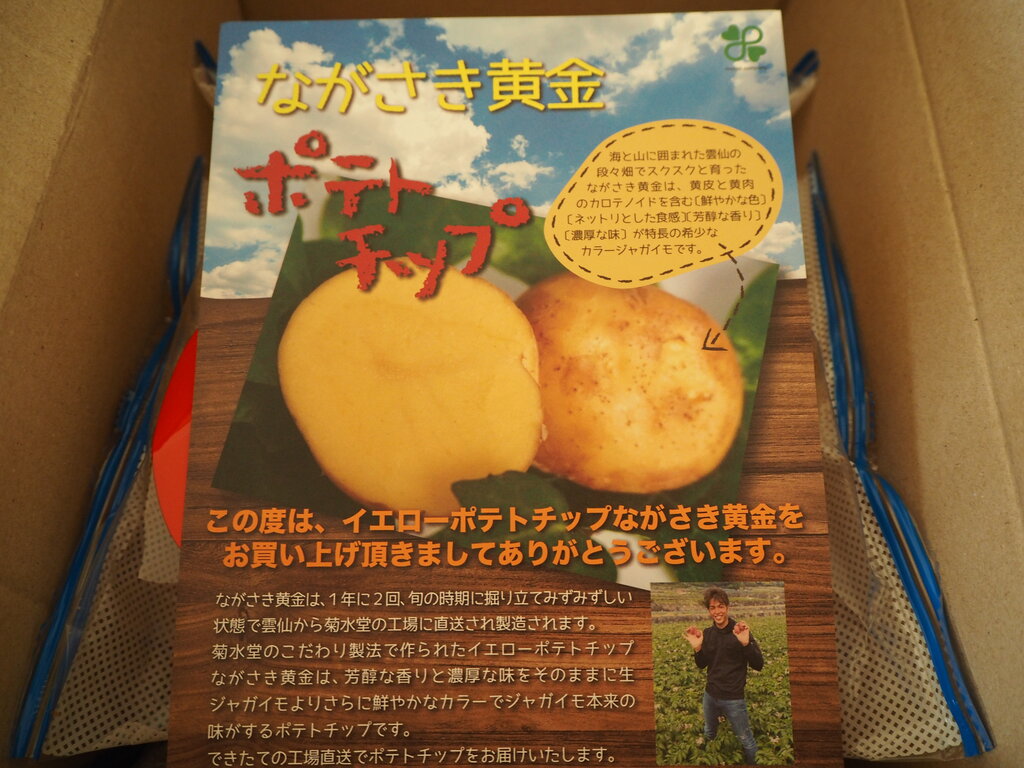 ながさき黄金
ポテト
チップ
海と山に囲まれた雲仙の
段々畑でスクスクと育った
ながさき黄金は、黄皮と黄肉
のカロテノイドを含む〔鮮やかな色〕
〔ネットリとした食感〕〔芳醇な香り〕
〔濃厚な味〕が特長の希少な
カラージャガイモです。
この度は、イエローポテトチップながさき黄金を
お買い上げ頂きましてありがとうございます。
ながさき黄金は、1年に2回、旬の時期に掘り立てみずみずしい
状態で雲仙から菊水堂の工場に直送され製造されます。
菊水堂のこだわり製法で作られたイエローポテトチップ
ながさき黄金は、芳醇な香りと濃厚な味をそのままに生
ジャガイモよりさらに鮮やかなカラーでジャガイモ本来の
味がするポテトチップです。
できたての工場直送でポテトチップをお届けいたします。